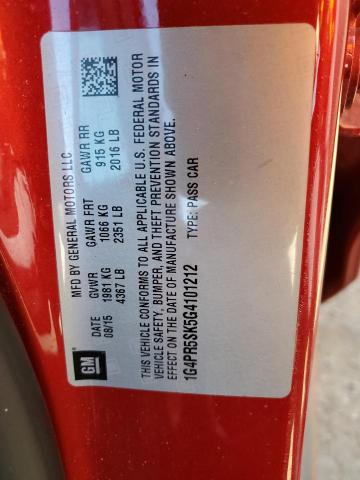 MFD BY GENERAL MOTORS LLC
DATE GVWR GAWR FRT GAWR RR
08/15 1981 KG 1066 KG 915 KG
4367 LB 2351 LB 2016 LB
THIS VEHICLE CONFORMS TO ALL APPLICABLE U.S. FEDERAL MOTOR
VEHICLE SAFETY, BUMPER, AND THEFT PREVENTION STANDARDS IN
EFFECT ON THE DATE OF MANUFACTURE SHOWN ABOVE.
1G4PR5SK5G4101212 TYPE: PASS CAR
GM